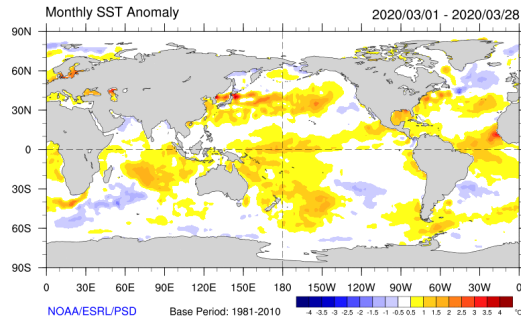 Monthly SST Anomaly 2020/03/01 - 2020/03/28
90N
60N
30N
0
30S
60S
90S
0 30E 60E 90E 120E 150E 180 150W 120W 90W 60W 30W 0
NOAA/ESRL/PSD Base Period: 1981-2010
-4 -3.5 -3 -2.5 -2 -1.5 -1 -0.5 0.5 1 1.5 2 2.5 3 3.5 4 °C